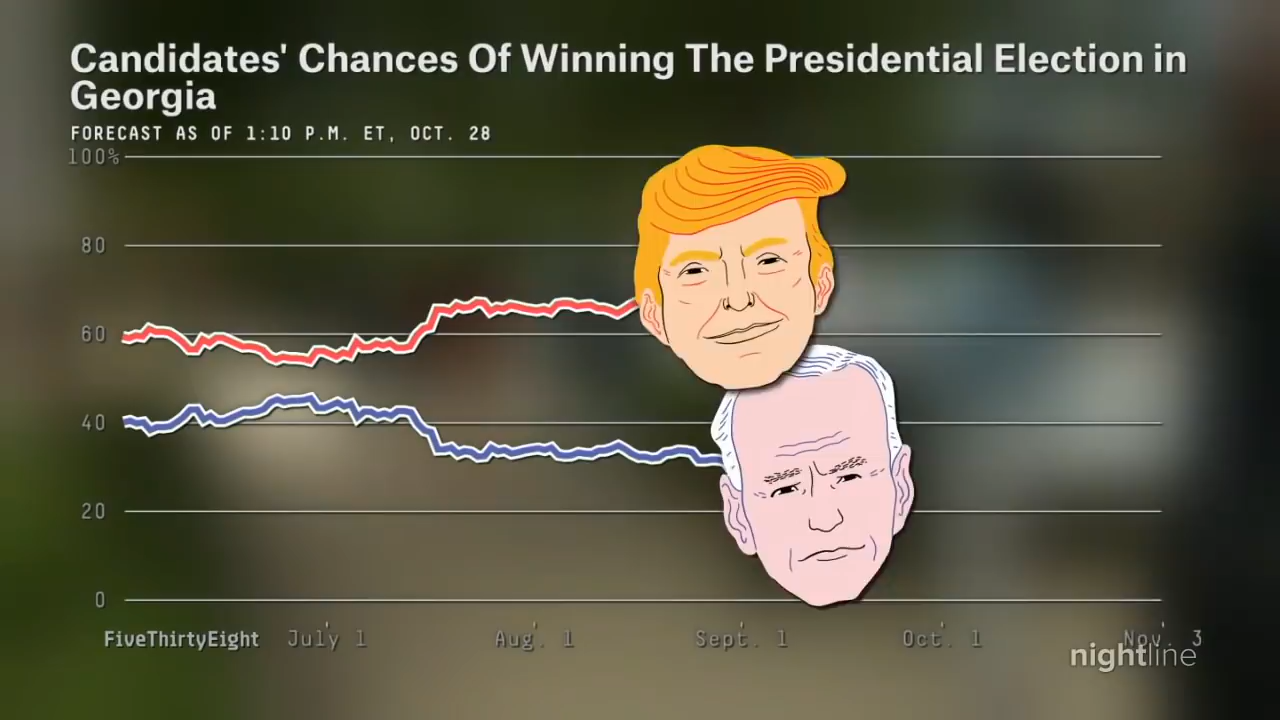 Candidates' Chances Of Winning The Presidential Election in
Georgia
FORECAST AS OF 1:10 P.M. ET, OCT. 28
100%
80
60
40
20
0
FiveThirtyEight July 1 Aug. 1 Sept. 1 Oct. 1 Nov. 3
nightline